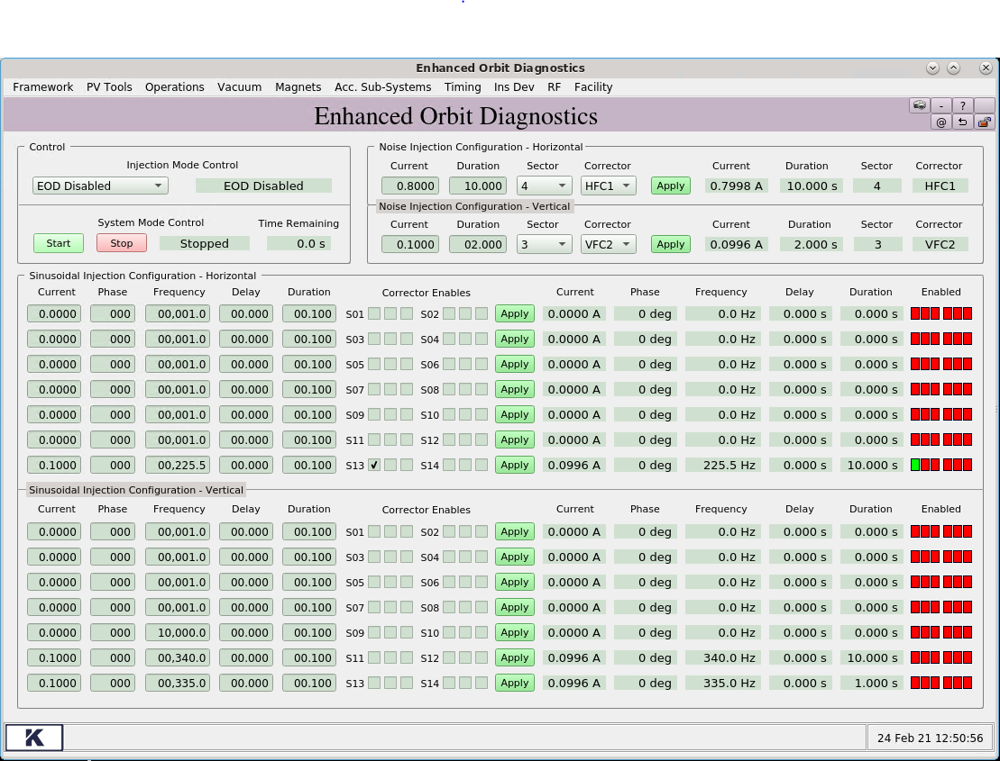 Enhanced Orbit Diagnostics
Framework PV Tools Operations Vacuum Magnets Acc. Sub-Systems Timing Ins Dev RF Facility
Enhanced Orbit Diagnostics
- ?
@
Control
Injection Mode Control
EOD Disabled EOD Disabled
System Mode Control Time Remaining
Start Stop Stopped 0.0 s
Noise Injection Configuration - Horizontal
Current Duration Sector Corrector Current Duration Sector Corrector
0.8000 10.000 4 HFC1 Apply 0.7998 A 10.000 s 4 HFC1
Noise Injection Configuration - Vertical
Current Duration Sector Corrector Current Duration Sector Corrector
0.1000 02.000 3 VFC2 Apply 0.0996 A 2.000 s 3 VFC2
Sinusoidal Injection Configuration - Horizontal
Current Phase Frequency Delay Duration Corrector Enables Current Phase Frequency Delay Duration Enabled
0.0000 000 00,001.0 00.000 00.100 S01 S02 Apply 0.0000 A 0 deg 0.0 Hz 0.000 s 0.000 s
0.0000 000 00,001.0 00.000 00.100 S03 S04 Apply 0.0000 A 0 deg 0.0 Hz 0.000 s 0.000 s
0.0000 000 00,001.0 00.000 00.100 S05 S06 Apply 0.0000 A 0 deg 0.0 Hz 0.000 s 0.000 s
0.0000 000 00,001.0 00.000 00.100 S07 S08 Apply 0.0000 A 0 deg 0.0 Hz 0.000 s 0.000 s
0.0000 000 00,001.0 00.000 00.100 S09 S10 Apply 0.0000 A 0 deg 0.0 Hz 0.000 s 0.000 s
0.0000 000 00,001.0 00.000 00.100 S11 S12 Apply 0.0000 A 0 deg 0.0 Hz 0.000 s 0.000 s
0.1000 000 00,225.5 00.000 00.100 S13 ✔ S14 Apply 0.0996 A 0 deg 225.5 Hz 0.000 s 10.000 s
Sinusoidal Injection Configuration - Vertical
Current Phase Frequency Delay Duration Corrector Enables Current Phase Frequency Delay Duration Enabled
0.0000 000 00,001.0 00.000 00.100 S01 S02 Apply 0.0000 A 0 deg 0.0 Hz 0.000 s 0.000 s
0.0000 000 00,001.0 00.000 00.100 S03 S04 Apply 0.0000 A 0 deg 0.0 Hz 0.000 s 0.000 s
0.0000 000 00,001.0 00.000 00.100 S05 S06 Apply 0.0000 A 0 deg 0.0 Hz 0.000 s 0.000 s
0.0000 000 00,001.0 00.000 00.100 S07 S08 Apply 0.0000 A 0 deg 0.0 Hz 0.000 s 0.000 s
0.0000 000 10,000.0 00.000 00.100 S09 S10 Apply 0.0000 A 0 deg 0.0 Hz 0.000 s 0.000 s
0.1000 000 00,340.0 00.000 00.100 S11 S12 Apply 0.0996 A 0 deg 340.0 Hz 0.000 s 10.000 s
0.1000 000 00,335.0 00.000 00.100 S13 S14 Apply 0.0996 A 0 deg 335.0 Hz 0.000 s 1.000 s
K 24 Feb 21 12:50:56